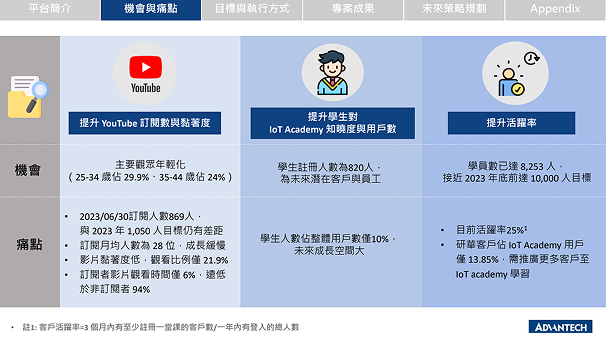 平台簡介
機會與痛點
目標與執行方式
專案成果
未來策略規劃
Appendix
YouTube
提升 YouTube 訂閱數與黏著度
提升學生對
IoT Academy 知曉度與用戶數
提升活躍率
機會
主要觀眾年輕化
( 25-34 歲佔 29.9%、35-44 歲佔 24% )
學生註冊人數為820人，
為未來潛在客戶與員工
學員數已達 8,253 人，
接近 2023 年底前達 10,000 人目標
痛點
• 2023/06/30訂閱人數869人，
與 2023 年 1,050 人目標仍有差距
• 訂閱月均人數為 28 位，成長緩慢
• 影片黏著度低，觀看比例僅 21.9%
• 訂閱者影片觀看時間僅 6%，遠低
於非訂閱者 94%
學生人數佔整體用戶數僅10%，
未來成長空間大
• 目前活躍率25%¹
• 研華客戶佔 IoT Academy 用戶
僅 13.85%，需推廣更多客戶至
IoT academy 學習
• 註1: 客戶活躍率=3 個月內有至少註冊一堂課的客戶數/一年內有登入的總人數
ADVANTECH